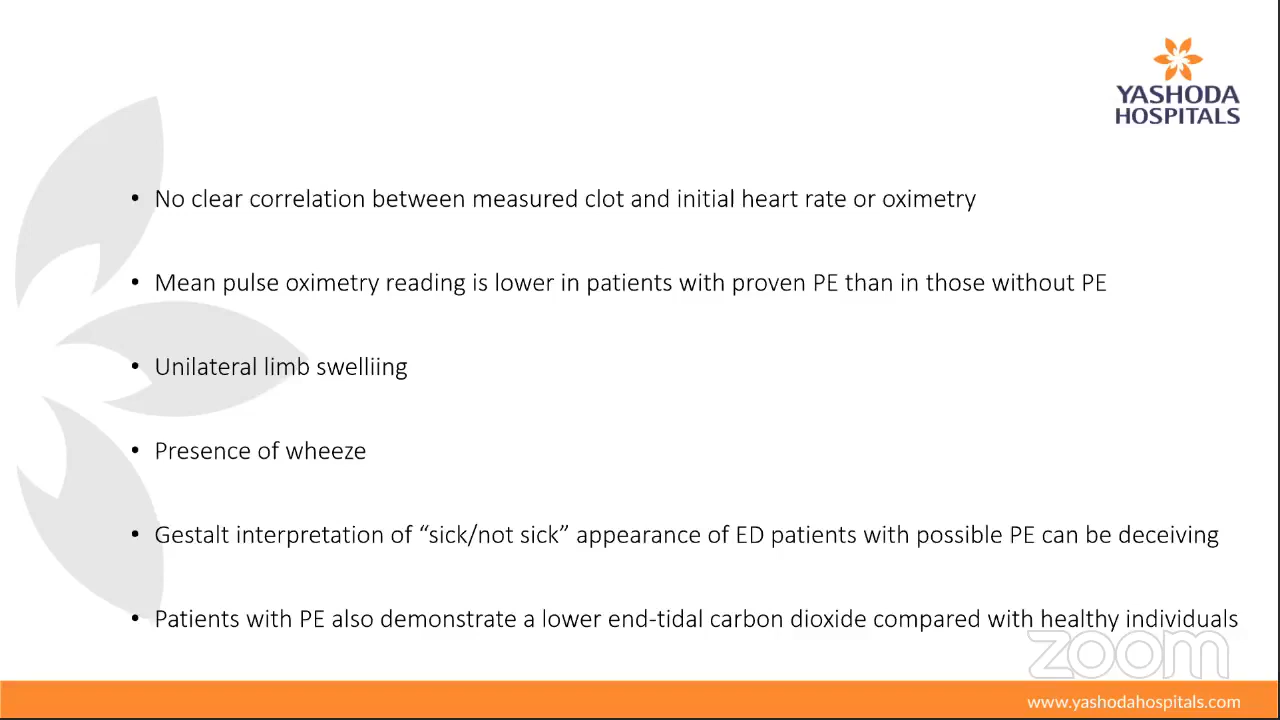 YASHODA
HOSPITALS
• No clear correlation between measured clot and initial heart rate or oximetry
• Mean pulse oximetry reading is lower in patients with proven PE than in those without PE
• Unilateral limb swelliing
• Presence of wheeze
• Gestalt interpretation of “sick/not sick” appearance of ED patients with possible PE can be deceiving
• Patients with PE also demonstrate a lower end-tidal carbon dioxide compared with healthy individuals
zoom
www.yashodahospitals.com